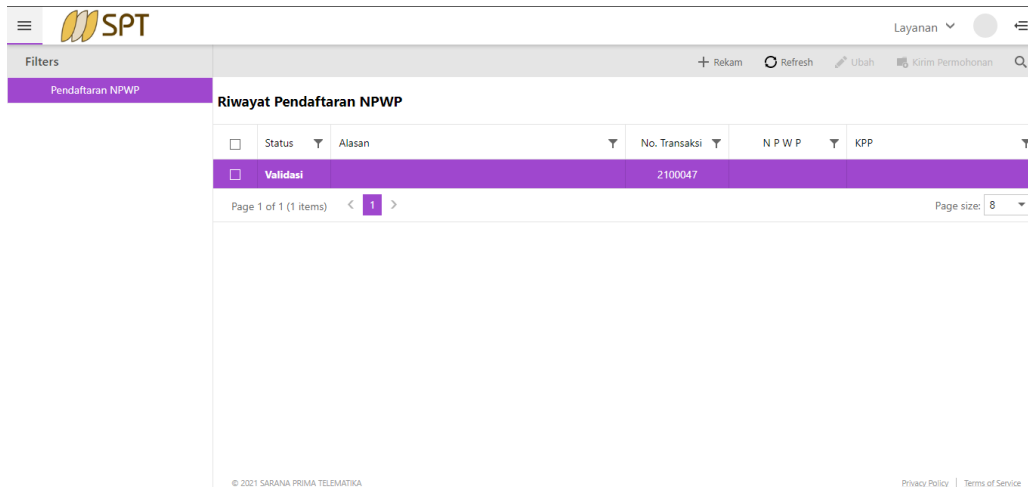 SPT
Layanan
Filters
+ Rekam Refresh Ubah Kirim Permohonan
Pendaftaran NPWP
Riwayat Pendaftaran NPWP
Status Alasan No. Transaksi N P W P KPP
Validasi 2100047
Page 1 of 1 (1 items) < 1 > Page size: 8
© 2021 SARANA PRIMA TELEMATIKA Privacy Policy | Terms of Service